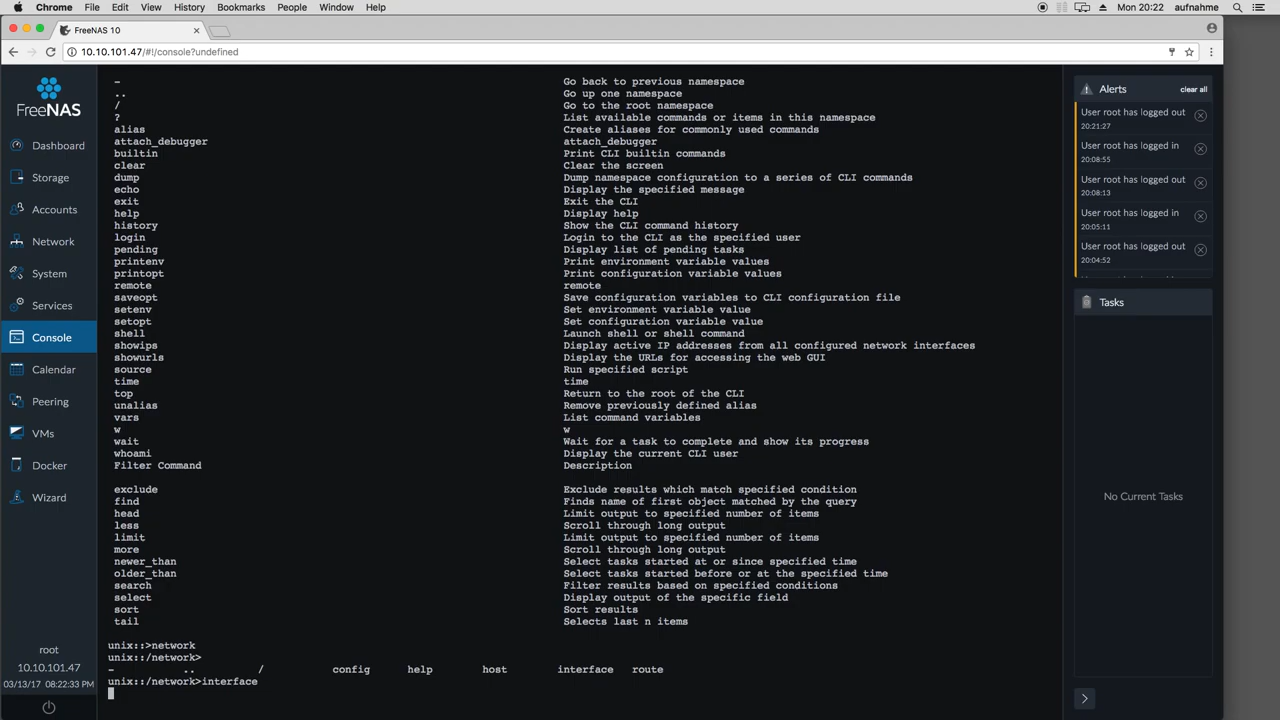 Chrome File Edit View History Bookmarks People Window Help Mon 20:22 aufnahme
FreeNAS 10
10.10.101.47/#!/console?undefined
FreeNAS
Dashboard
Storage
Accounts
Network
System
Services
Console
Calendar
Peering
VMs
Docker
Wizard
root
10.10.101.47
03/13/17 08:22:33 PM
- Go back to previous namespace
.. Go up one namespace
/ Go to the root namespace
? List available commands or items in this namespace
alias Create aliases for commonly used commands
attach_debugger attach_debugger
builtin Print CLI builtin commands
clear Clear the screen
dump Dump namespace configuration to a series of CLI commands
echo Display the specified message
exit Exit the CLI
help Display help
history Show the CLI command history
login Login to the CLI as the specified user
pending Display list of pending tasks
printenv Print environment variable values
printopt Print configuration variable values
remote remote
saveopt Save configuration variables to CLI configuration file
setenv Set environment variable value
setopt Set configuration variable value
shell Launch shell or shell command
showips Display active IP addresses from all configured network interfaces
showurls Display the URLs for accessing the web GUI
source Run specified script
time time
top Return to the root of the CLI
unalias Remove previously defined alias
vars List command variables
w w
wait Wait for a task to complete and show its progress
whoami Display the current CLI user
Filter Command Description
exclude Exclude results which match specified condition
find Finds name of first object matched by the query
head Limit output to specified number of items
less Scroll through long output
limit Limit output to specified number of items
more Scroll through long output
newer_than Select tasks started at or since specified time
older_than Select tasks started before or at the specified time
search Filter results based on specified conditions
select Display output of the specific field
sort Sort results
tail Selects last n items
unix::>network
unix::/network>
- .. / config help host interface route
unix::/network>interface
Alerts clear all
User root has logged out
20:21:27
User root has logged in
20:08:55
User root has logged out
20:08:13
User root has logged in
20:05:11
User root has logged out
20:04:52
Tasks
No Current Tasks